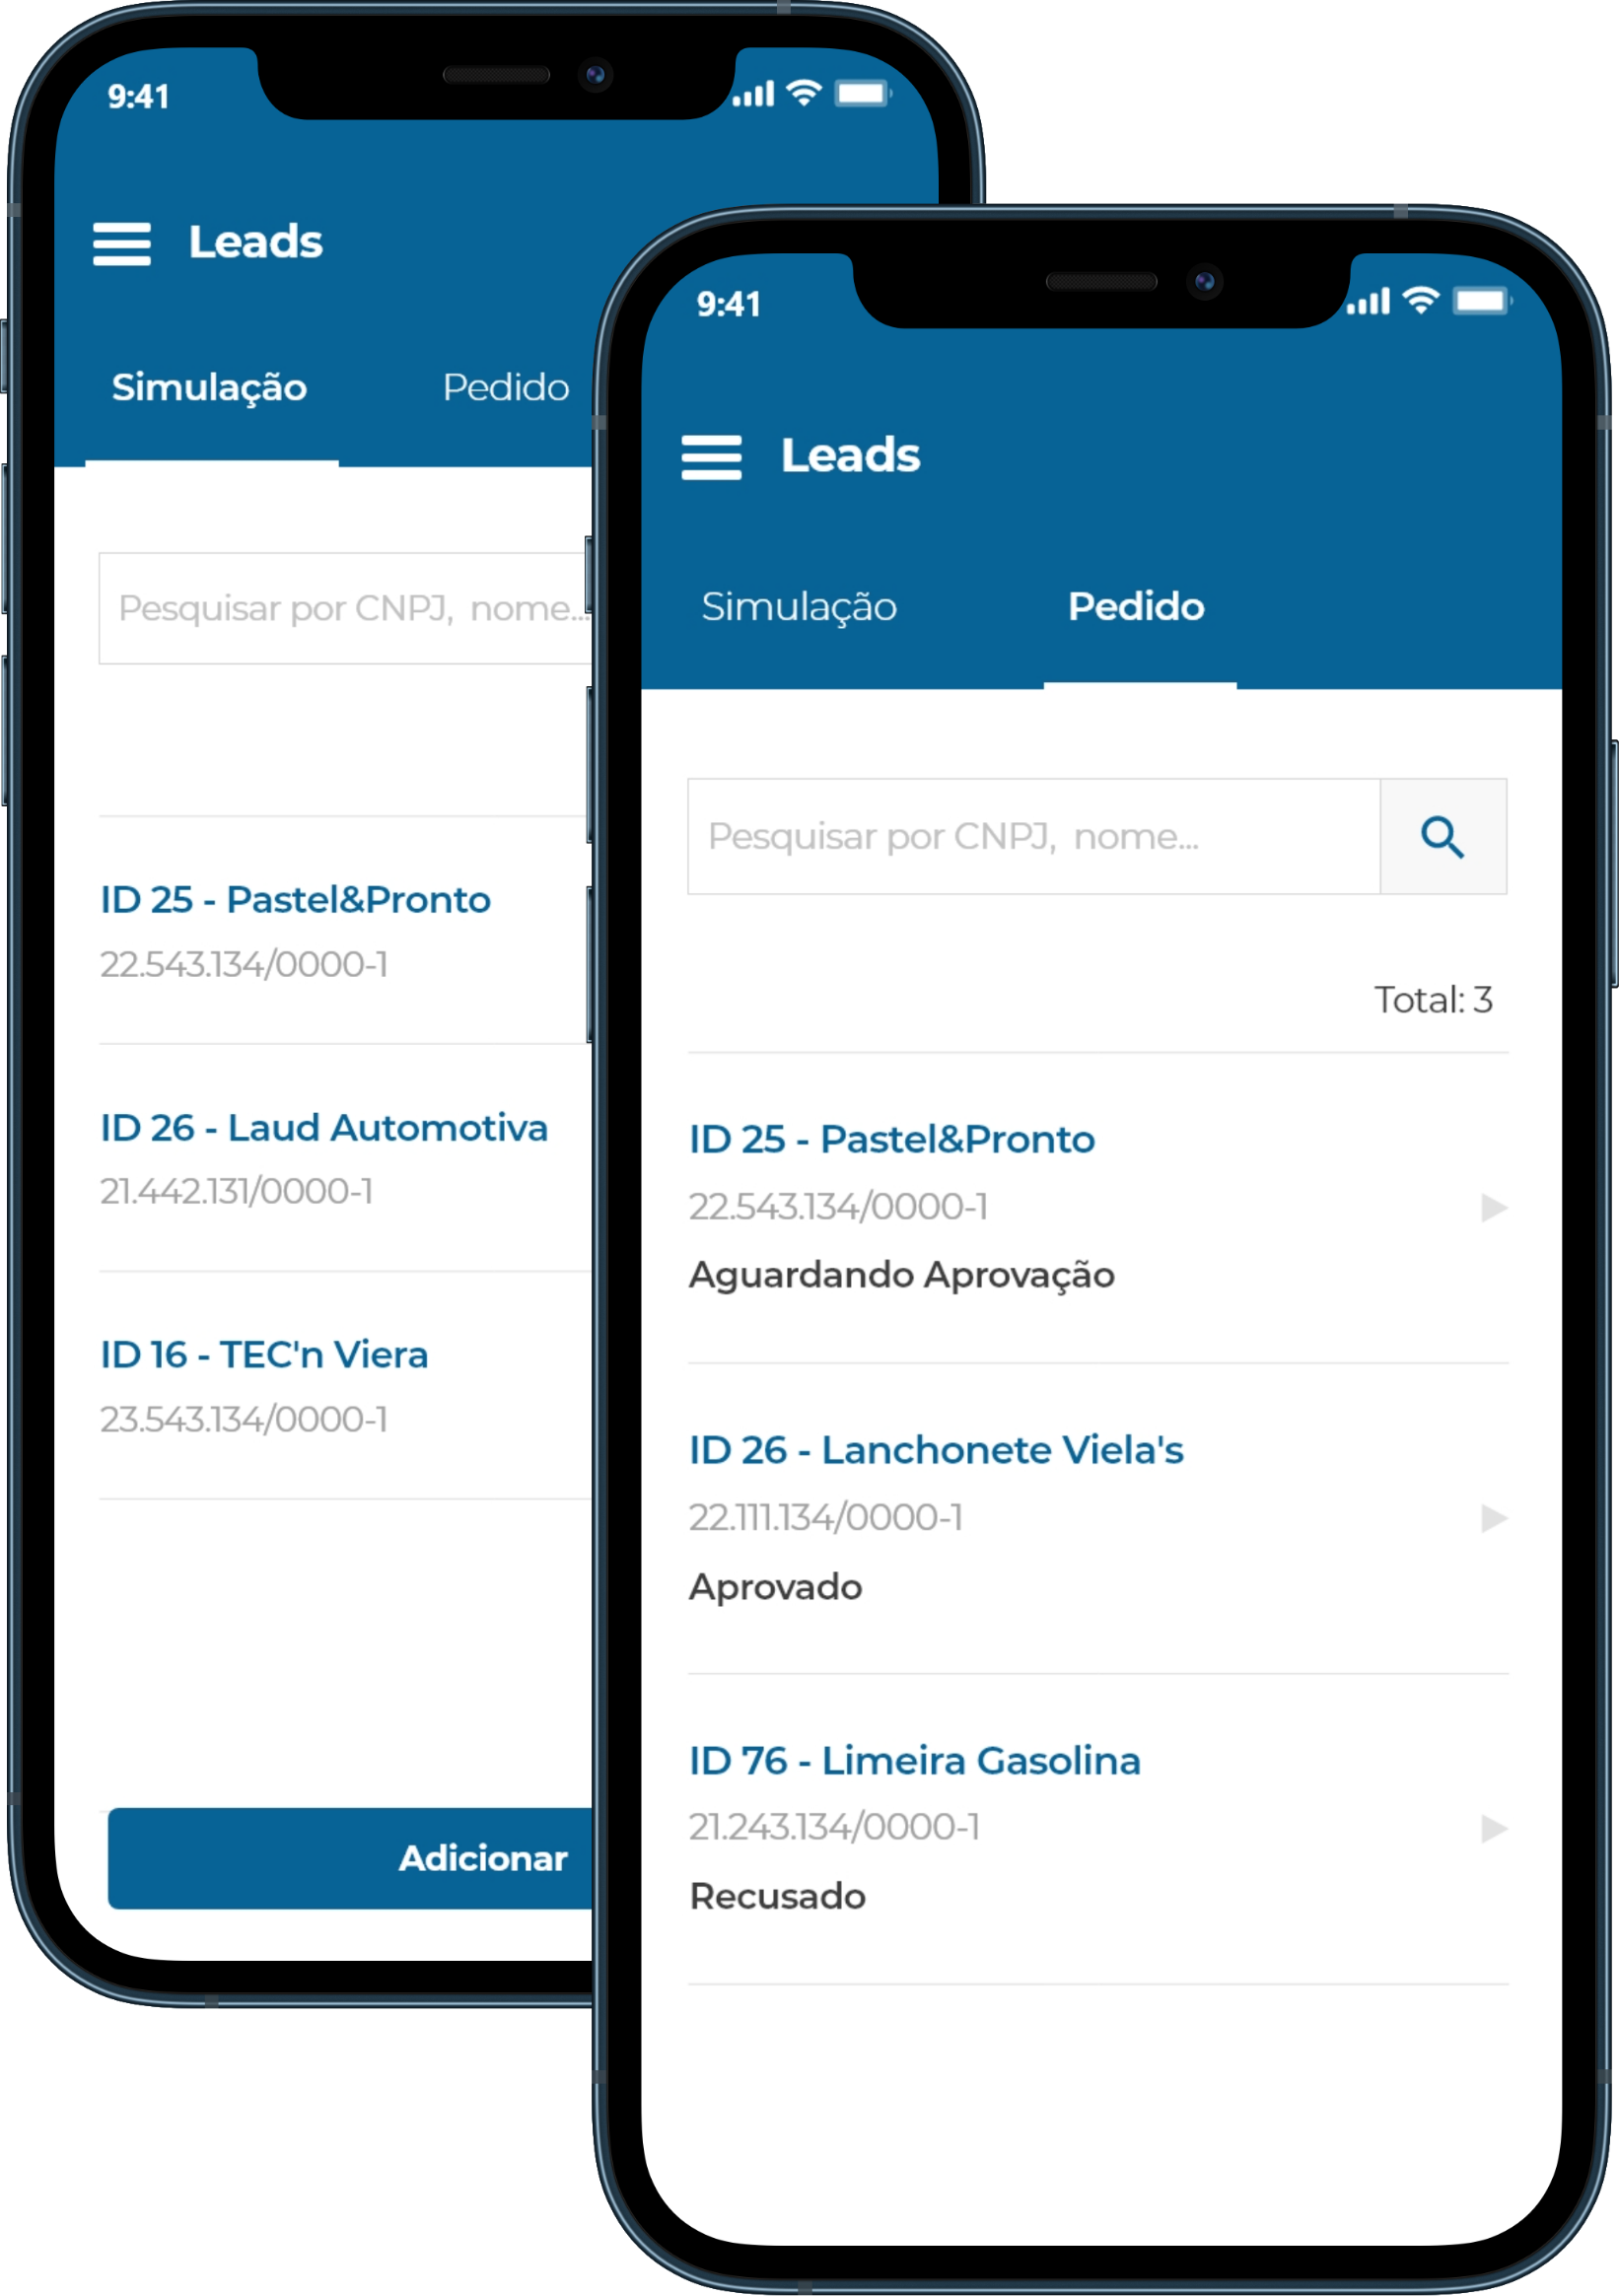 9:41
Leads
Simulação
Pedido
Pesquisar por CNPJ, nome...
ID 25 - Pastel&Pronto
22.543.134/0000-1
ID 26 - Laud Automotiva
21.442.131/0000-1
ID 16 - TEC'n Viera
23.543.134/0000-1
Adicionar
9:41
Leads
Simulação
Pedido
Pesquisar por CNPJ, nome...
Total: 3
ID 25 - Pastel&Pronto
22.543.134/0000-1
Aguardando Aprovação
ID 26 - Lanchonete Viela's
22.111.134/0000-1
Aprovado
ID 76 - Limeira Gasolina
21.243.134/0000-1
Recusado